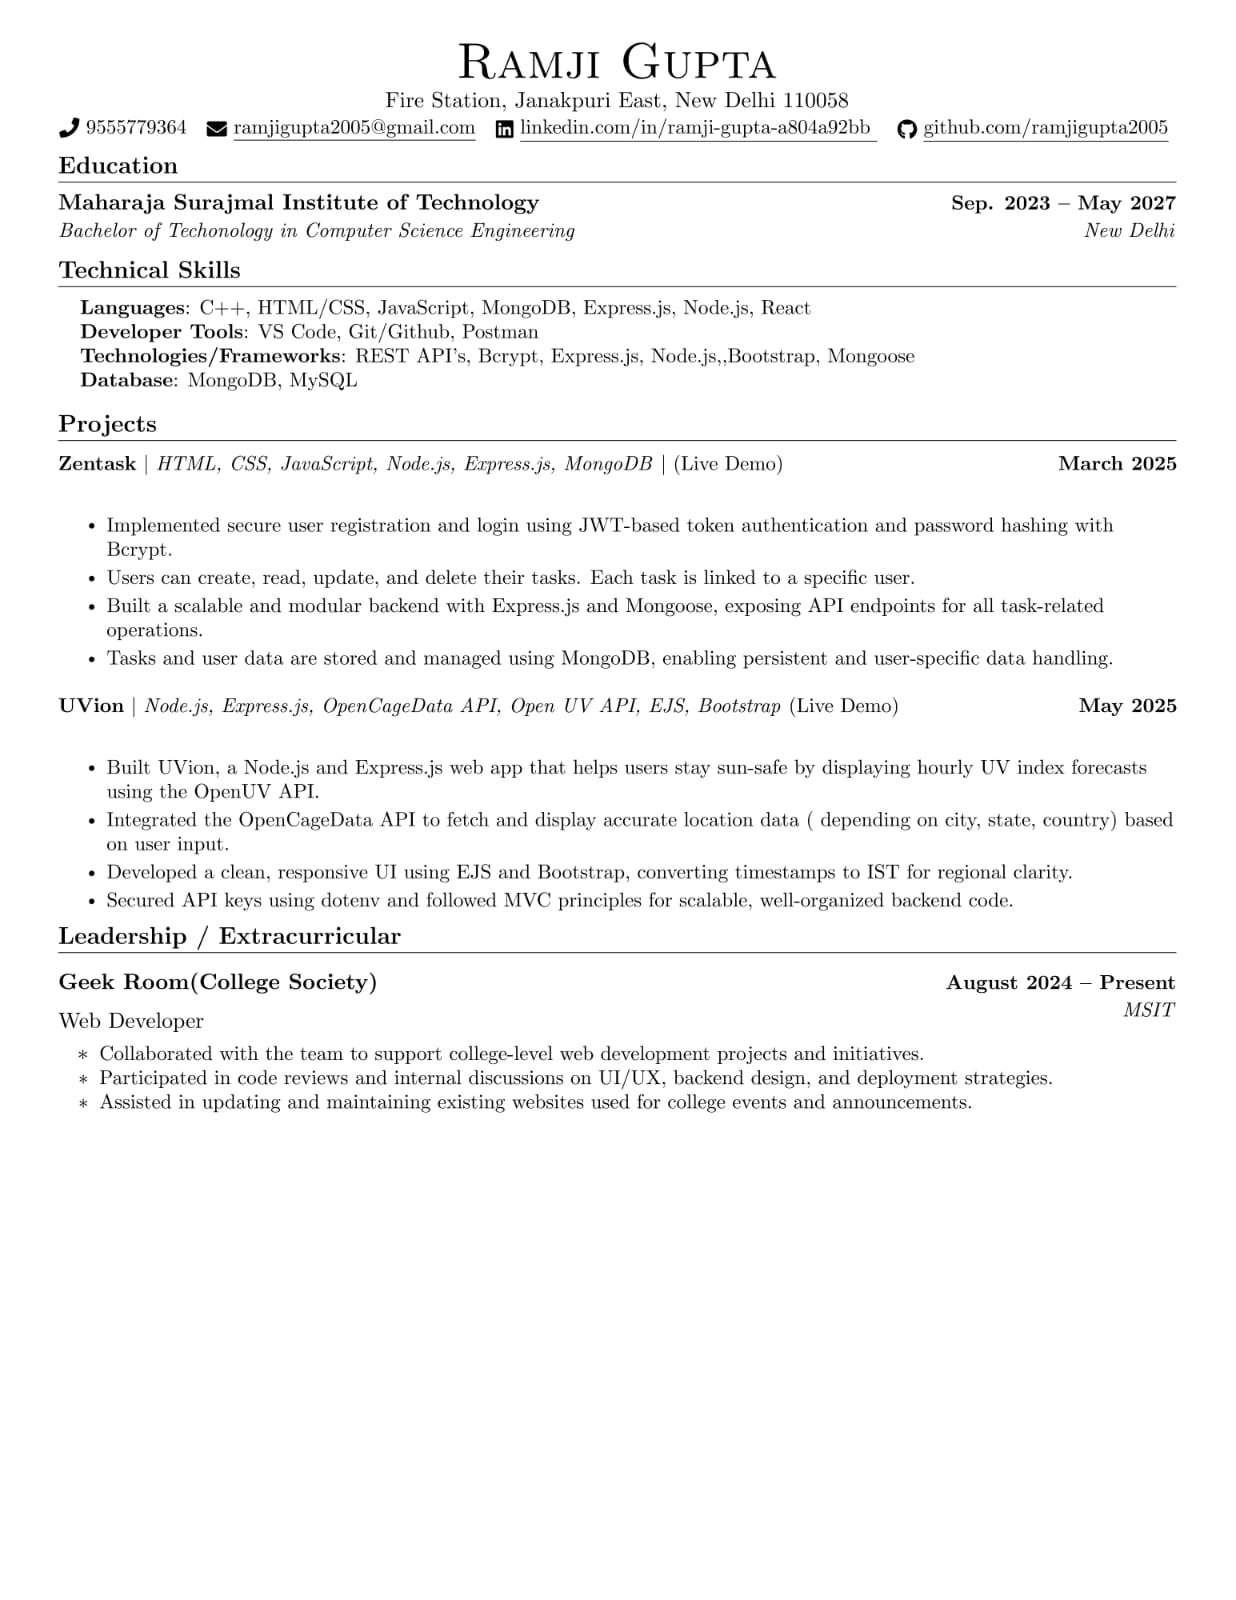 Ramji Gupta
Fire Station, Janakpuri East, New Delhi 110058
9555779364 ramjigupta2005@gmail.com linkedin.com/in/ramji-gupta-a804a92bb github.com/ramjigupta2005
Education
Maharaja Surajmal Institute of Technology Sep. 2023 – May 2027
Bachelor of Techonology in Computer Science Engineering New Delhi
Technical Skills
Languages: C++, HTML/CSS, JavaScript, MongoDB, Express.js, Node.js, React
Developer Tools: VS Code, Git/Github, Postman
Technologies/Frameworks: REST API's, Bcrypt, Express.js, Node.js,,Bootstrap, Mongoose
Database: MongoDB, MySQL
Projects
Zentask | HTML, CSS, JavaScript, Node.js, Express.js, MongoDB | (Live Demo) March 2025
• Implemented secure user registration and login using JWT-based token authentication and password hashing with
Bcrypt.
• Users can create, read, update, and delete their tasks. Each task is linked to a specific user.
• Built a scalable and modular backend with Express.js and Mongoose, exposing API endpoints for all task-related
operations.
• Tasks and user data are stored and managed using MongoDB, enabling persistent and user-specific data handling.
UVion | Node.js, Express.js, OpenCageData API, Open UV API, EJS, Bootstrap (Live Demo) May 2025
• Built UVion, a Node.js and Express.js web app that helps users stay sun-safe by displaying hourly UV index forecasts
using the OpenUV API.
• Integrated the OpenCageData API to fetch and display accurate location data ( depending on city, state, country) based
on user input.
• Developed a clean, responsive UI using EJS and Bootstrap, converting timestamps to IST for regional clarity.
• Secured API keys using dotenv and followed MVC principles for scalable, well-organized backend code.
Leadership / Extracurricular
Geek Room(College Society) August 2024 – Present
MSIT
Web Developer
∗ Collaborated with the team to support college-level web development projects and initiatives.
∗ Participated in code reviews and internal discussions on UI/UX, backend design, and deployment strategies.
∗ Assisted in updating and maintaining existing websites used for college events and announcements.